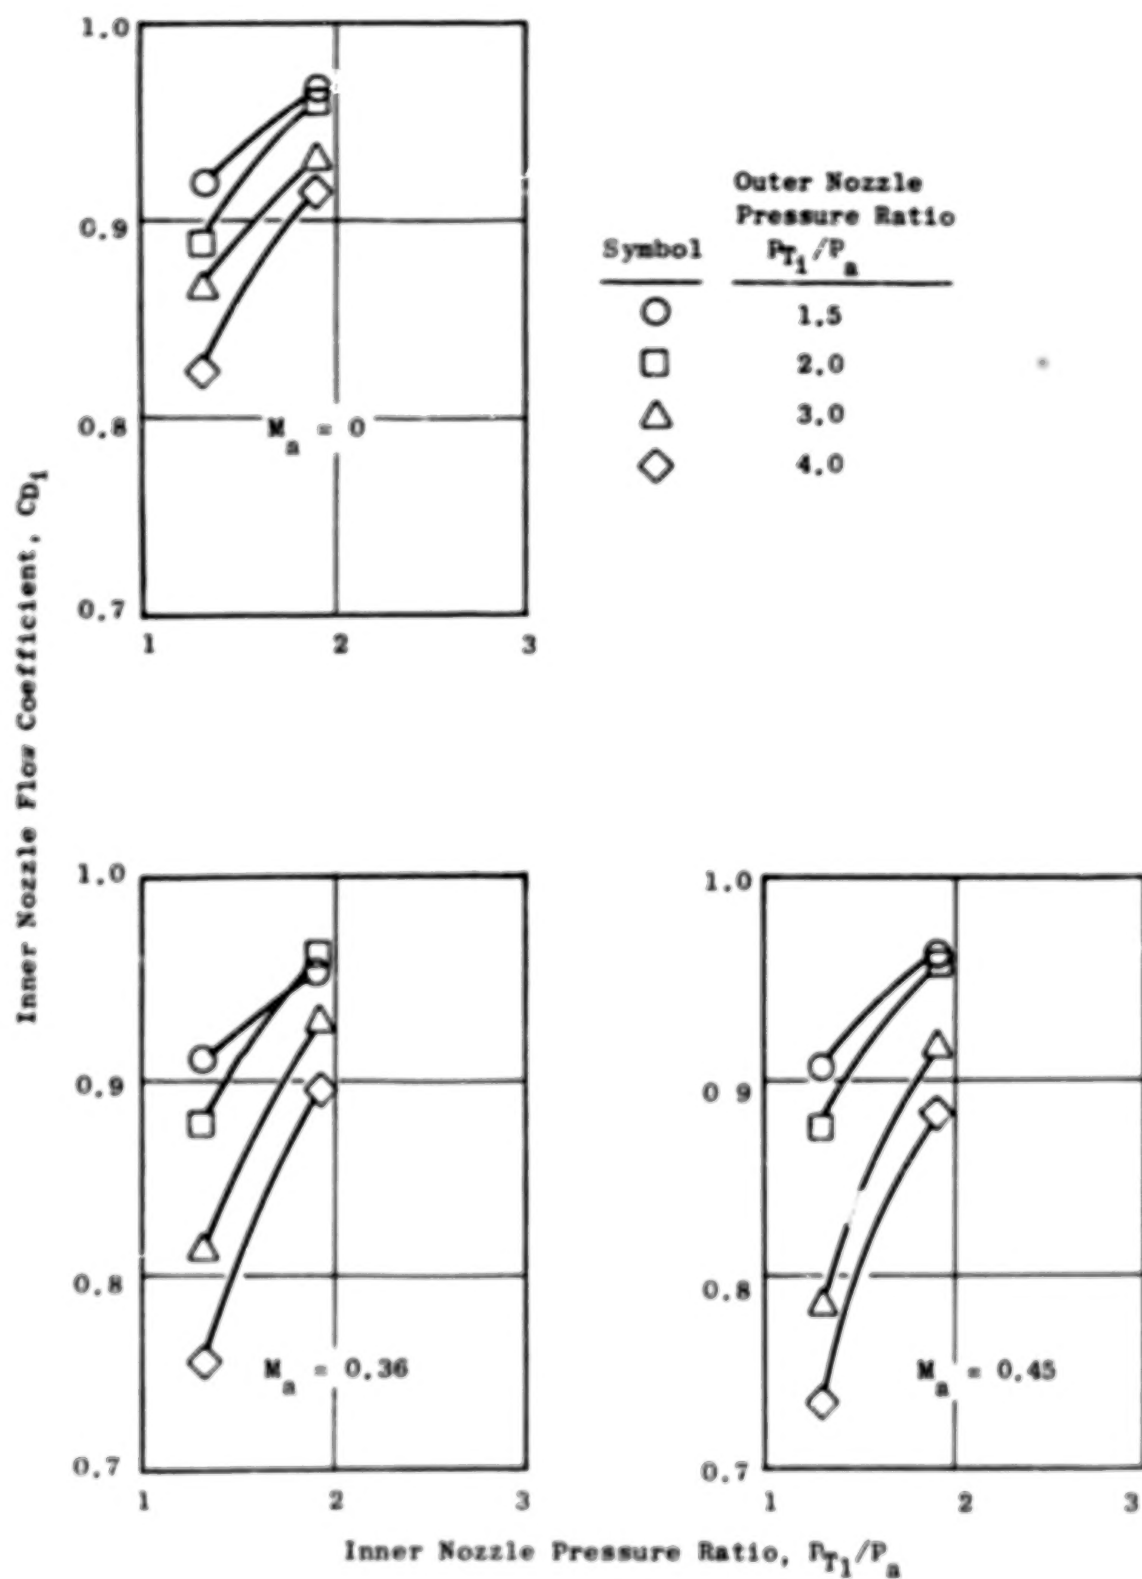 1.0
0.9
0.8
0.7
1 2 3
M_a = 0
Outer Nozzle
Pressure Ratio
Symbol P_T1/P_a
1.5
2.0
3.0
4.0
Inner Nozzle Flow Coefficient, C_D1
1.0
0.9
0.8
0.7
1 2 3
M_a = 0.36
1.0
0 9
0.8
0.7
1 2 3
M_a = 0.45
Inner Nozzle Pressure Ratio, P_T1/P_a